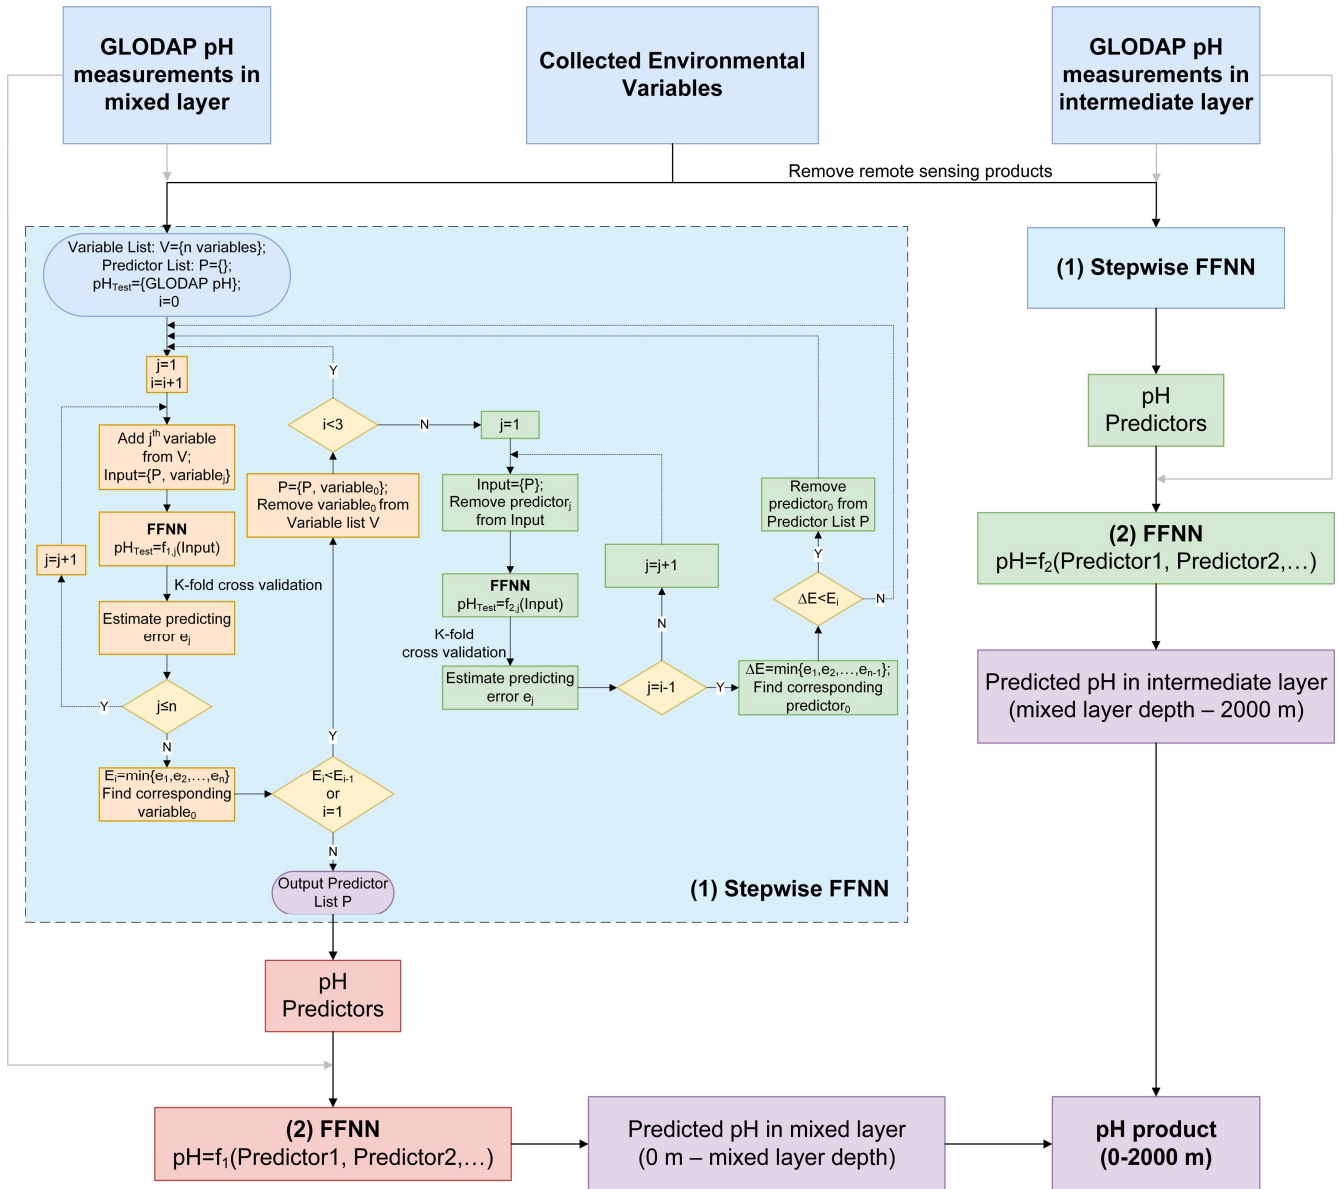 GLODAP pH
measurements in
mixed layer
Collected Environmental
Variables
GLODAP pH
measurements in
intermediate layer
Remove remote sensing products
Variable List: V={n variables};
Predictor List: P={};
pH_Test={GLODAP pH};
i=0
j=1
i=i+1
Add j^th variable
from V;
Input={P, variable_j}
FFNN
pH_Test=f_1,j(Input)
K-fold cross validation
j=j+1
Estimate predicting
error e_j
j≤n
Y
N
E_i=min{e_1,e_2,…,e_n}
Find corresponding
variable_0
E_i<E_i-1
or
i=1
Y
N
Output Predictor
List P
P={P, variable_0};
Remove variable_0 from
Variable list V
i<3
Y
N
j=1
Input={P};
Remove predictor_j
from Input
FFNN
pH_Test=f_2,j(Input)
K-fold
cross validation
Estimate predicting
error e_j
j=i-1
N
Y
j=j+1
ΔE=min{e_1,e_2,…,e_n-1};
Find corresponding
predictor_0
ΔE<E_i
Y
N
Remove
predictor_0 from
Predictor List P
(1) Stepwise FFNN
(1) Stepwise FFNN
pH
Predictors
(2) FFNN
pH=f_2(Predictor1, Predictor2,…)
Predicted pH in intermediate layer
(mixed layer depth – 2000 m)
pH
Predictors
(2) FFNN
pH=f_1(Predictor1, Predictor2,…)
Predicted pH in mixed layer
(0 m – mixed layer depth)
pH product
(0-2000 m)